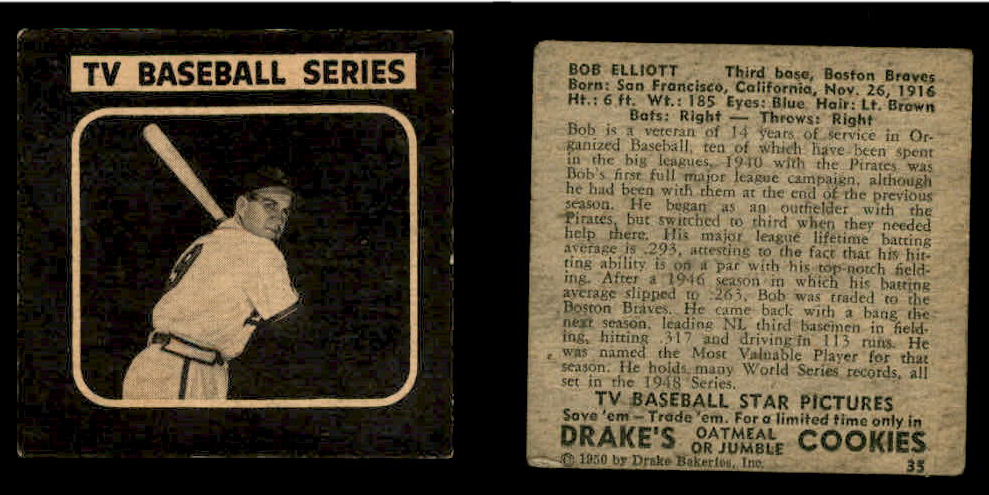 TV BASEBALL SERIES
9
BOB ELLIOTT Third base, Boston Braves
Born: San Francisco, California, Nov. 26, 1916
Ht.: 6 ft. Wt.: 185 Eyes: Blue Hair: Lt. Brown
Bats: Right — Throws: Right
Bob is a veteran of 14 years of service in Or-
ganized Baseball, ten of which have been spent
in the big leagues. 1940 with the Pirates was
Bob's first full major league campaign, although
he had been with them at the end of the previous
season. He began as an outfielder with the
Pirates, but switched to third when they needed
help there. His major league lifetime batting
average is .293, attesting to the fact that his hit-
ting ability is on a par with his top-notch field-
ing. After a 1946 season in which his batting
average slipped to .263, Bob was traded to the
Boston Braves. He came back with a bang the
next season, leading NL third basemen in field-
ing, hitting .317 and driving in 113 runs. He
was named the Most Valuable Player for that
season. He holds many World Series records, all
set in the 1948 Series.
TV BASEBALL STAR PICTURES
Save 'em — Trade 'em. For a limited time only in
DRAKE'S OATMEAL OR JUMBLE COOKIES
© 1950 by Drake Bakeries, Inc. 35